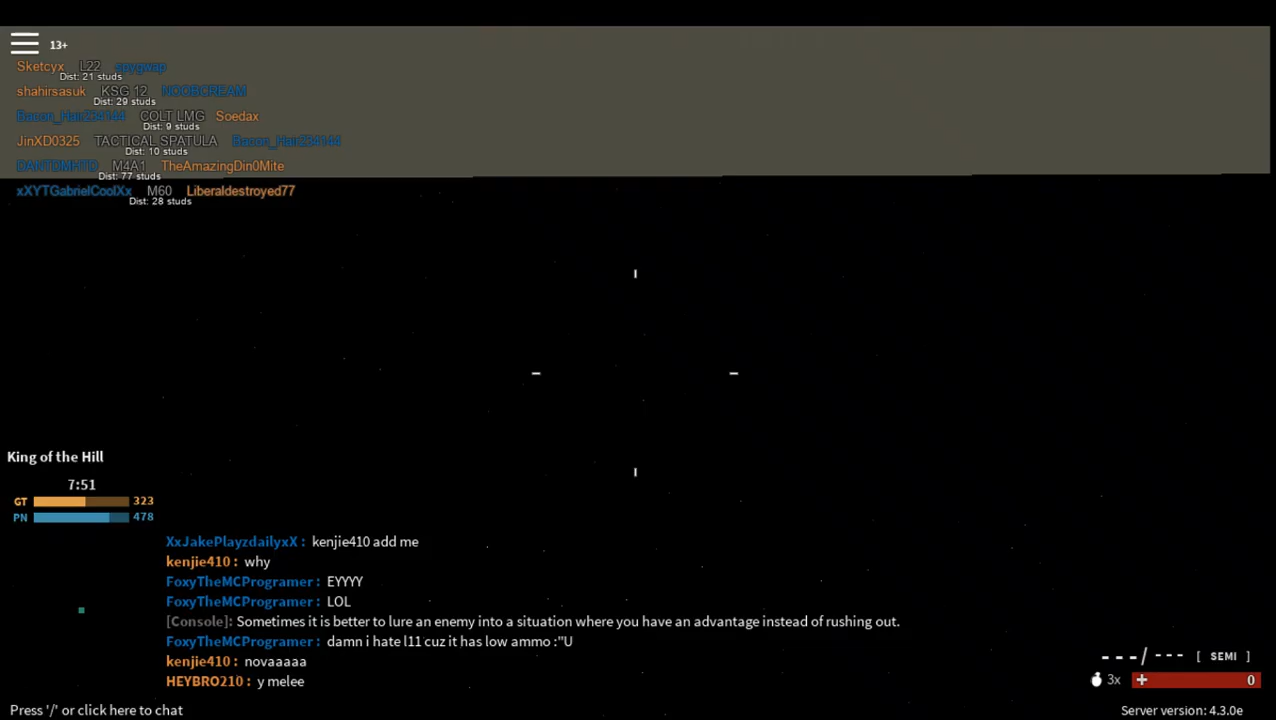 13+
Sketcyx L22 spygwap
Dist: 21 studs
shahirsasuk KSG 12 NOOBCREAM
Dist: 29 studs
Bacon_Hair234144 COLT LMG Soedax
Dist: 9 studs
JinXD0325 TACTICAL SPATULA Bacon_Hair234144
Dist: 10 studs
DANTDMHTD M4A1 TheAmazingDin0Mite
Dist: 77 studs
xXYTGabrielCoolXx M60 Liberaldestroyed77
Dist: 28 studs
King of the Hill
7:51
GT 323
PN 478
XxJakePlayzdailyxX : kenjie410 add me
kenjie410 : why
FoxyTheMCProgramer : EYYYY
FoxyTheMCProgramer : LOL
[Console]: Sometimes it is better to lure an enemy into a situation where you have an advantage instead of rushing out.
FoxyTheMCProgramer : damn i hate l11 cuz it has low ammo :"U
kenjie410 : novaaaaa
HEYBRO210 : y melee
---/--- [ SEMI ]
3x 0
Press '/' or click here to chat
Server version: 4.3.0e